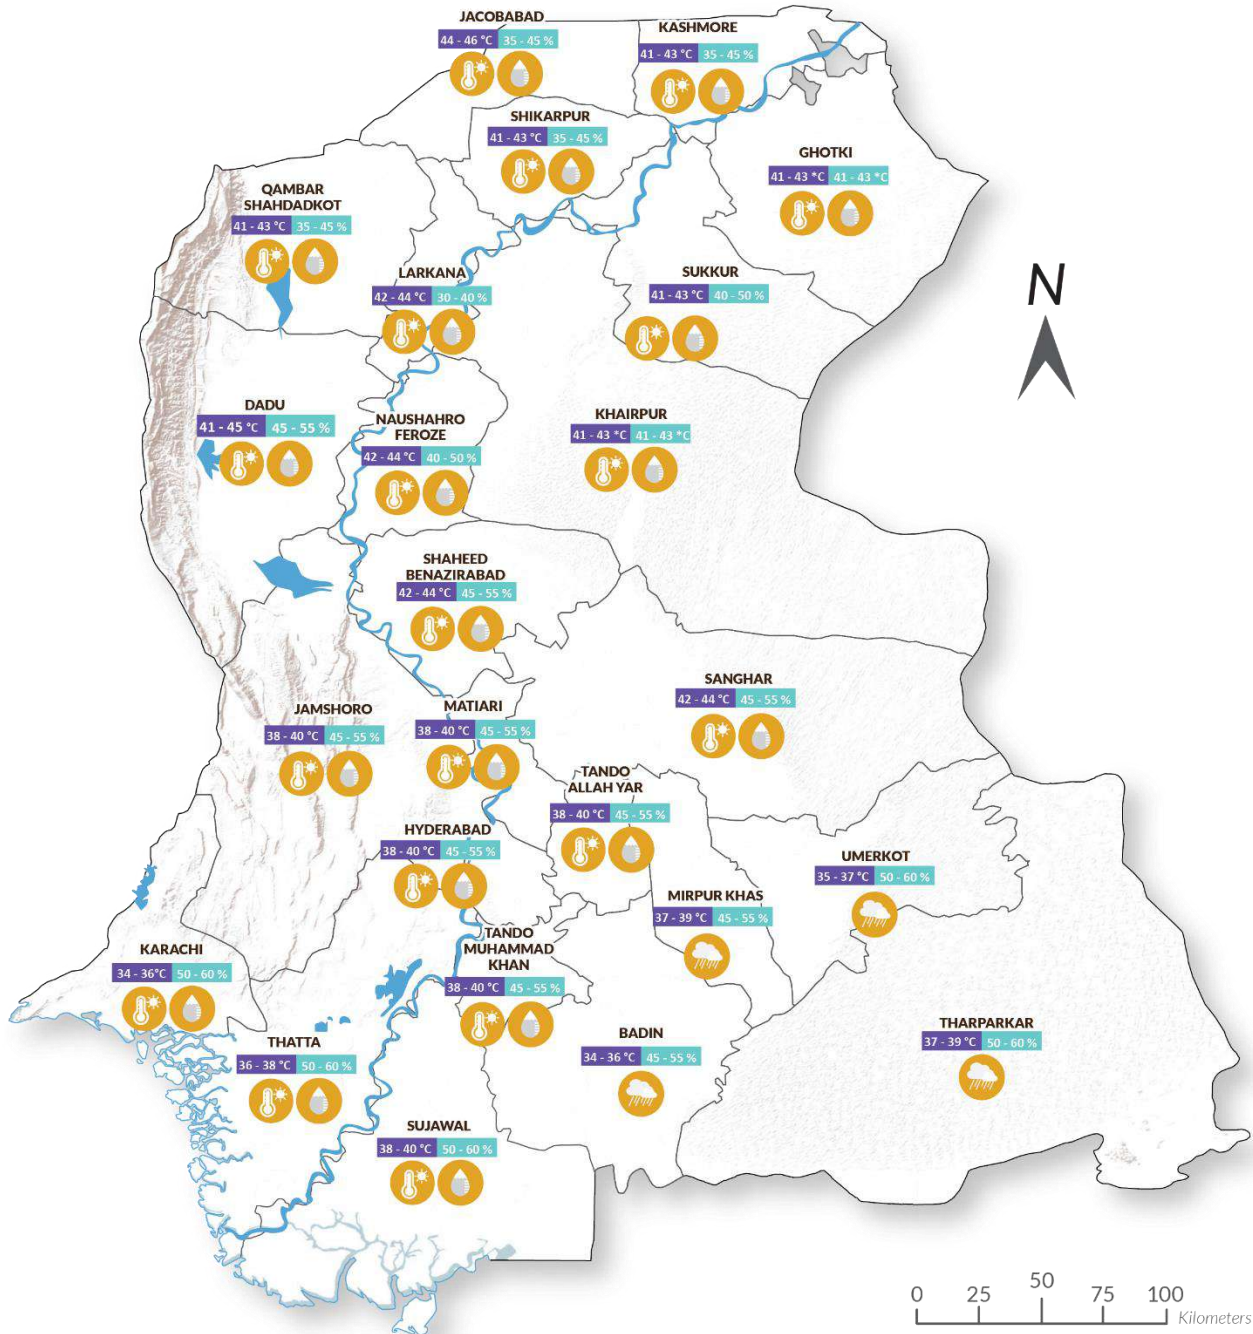 JACOBABAD
44 - 46 °C 35 - 45 %
KASHMORE
41 - 43 °C 35 - 45 %
SHIKARPUR
41 - 43 °C 35 - 45 %
GHOTKI
41 - 43 *C 41 - 43 *C
QAMBAR
SHAHDADKOT
41 - 43 °C 35 - 45 %
LARKANA
42 - 44 °C 30 - 40 %
SUKKUR
41 - 43 °C 40 - 50 %
N
DADU
41 - 45 °C 45 - 55 %
NAUSHAHRO
FEROZE
42 - 44 °C 40 - 50 %
KHAIRPUR
41 - 43 *C 41 - 43 *C
SHAHEED
BENAZIRABAD
42 - 44 °C 45 - 55 %
SANGHAR
42 - 44 °C 45 - 55 %
JAMSHORO
38 - 40 °C 45 - 55 %
MATIARI
38 - 40 °C 45 - 55 %
TANDO
ALLAH YAR
38 - 40 °C 45 - 55 %
HYDERABAD
38 - 40 °C 45 - 55 %
UMERKOT
35 - 37 °C 50 - 60 %
MIRPUR KHAS
37 - 39 °C 45 - 55 %
KARACHI
34 - 36°C 50 - 60 %
TANDO
MUHAMMAD
KHAN
38 - 40 °C 45 - 55 %
THARPARKAR
37 - 39 °C 50 - 60 %
BADIN
34 - 36 °C 45 - 55 %
THATTA
36 - 38 °C 50 - 60 %
SUJAWAL
38 - 40 °C 50 - 60 %
0 25 50 75 100
Kilometers